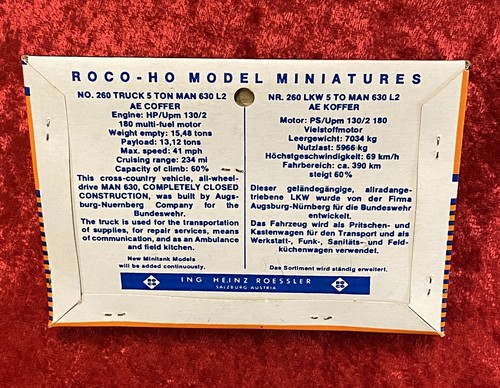 ROCO-HO MODEL MINIATURES
NO. 260 TRUCK 5 TON MAN 630 L2
AE COFFER
Engine: HP/Upm 130/2
180 multi-fuel motor
Weight empty: 15,48 tons
Payload: 13,12 tons
Max. speed: 41 mph
Cruising range: 234 mi
Capacity of climb: 60%
This cross-country vehicle, all-wheel-
drive MAN 630, COMPLETELY CLOSED
CONSTRUCTION, was built by Augs-
burg-Nuernberg Company for the
Bundeswehr.
The truck is used for the transportation
of supplies, for repair services, means
of communication, and as an Ambulance
and field kitchen.
New Minitank Models
will be added continuously.
NR. 260 LKW 5 TO MAN 630 L2
AE KOFFER
Motor: PS/Upm 130/2 180
Vielstoffmotor
Leergewicht: 7034 kg
Nutzlast: 5966 kg
Höchstgeschwindigkeit: 69 km/h
Fahrbereich: ca. 390 km
steigt 60%
Dieser geländegängige, allradange-
triebene LKW wurde von der Firma
Augsburg-Nürnberg für die Bundeswehr
entwickelt.
Das Fahrzeug wird als Pritschen- und
Kastenwagen für den Transport und als
Werkstatt-, Funk-, Sanitäts- und Feld-
küchenwagen verwendet.
Das Sortiment wird ständig erweitert.
ING. HEINZ ROESSLER
SALZBURG AUSTRIA